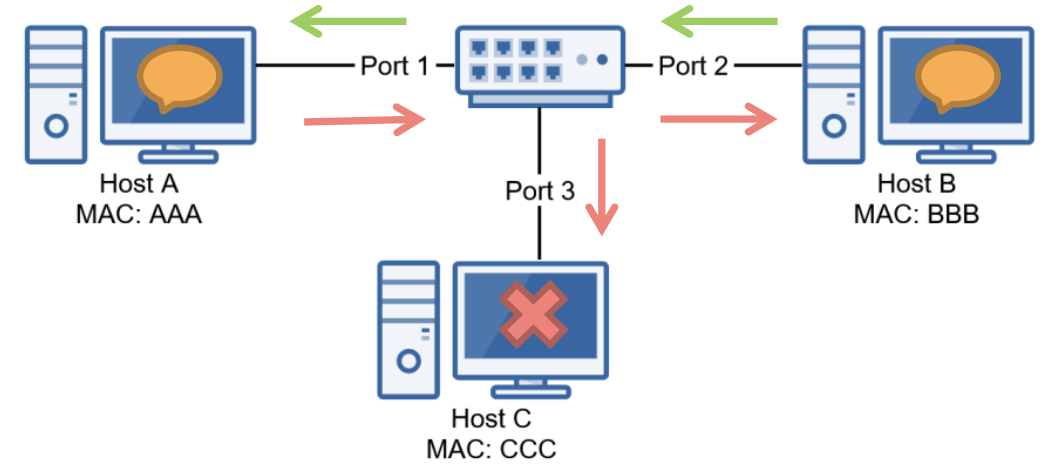 Port 1
Port 2
Host A
MAC: AAA
Port 3
Host B
MAC: BBB
Host C
MAC: CCC